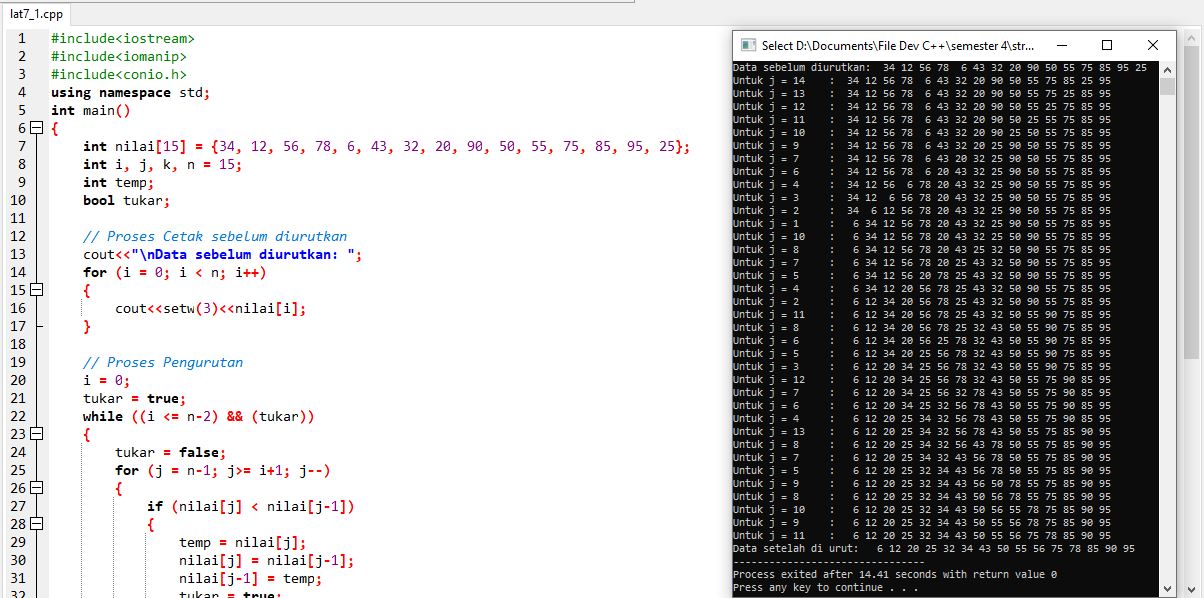 lat7_1.cpp
1 #include<iostream>
2 #include<iomanip>
3 #include<conio.h>
4 using namespace std;
5 int main()
6 {
7 int nilai[15] = {34, 12, 56, 78, 6, 43, 32, 20, 90, 50, 55, 75, 85, 95, 25};
8 int i, j, k, n = 15;
9 int temp;
10 bool tukar;
11
12 // Proses Cetak sebelum diurutkan
13 cout<<"\nData sebelum diurutkan: ";
14 for (i = 0; i < n; i++)
15 {
16 cout<<setw(3)<<nilai[i];
17 }
18
19 // Proses Pengurutan
20 i = 0;
21 tukar = true;
22 while ((i <= n-2) && (tukar))
23 {
24 tukar = false;
25 for (j = n-1; j>= i+1; j--)
26 {
27 if (nilai[j] < nilai[j-1])
28 {
29 temp = nilai[j];
30 nilai[j] = nilai[j-1];
31 nilai[j-1] = temp;
32 tukar = true;
Select D:\Documents\File Dev C++\semester 4\str...
Data sebelum diurutkan: 34 12 56 78 6 43 32 20 90 50 55 75 85 95 25
Untuk j = 14 : 34 12 56 78 6 43 32 20 90 50 55 75 85 25 95
Untuk j = 13 : 34 12 56 78 6 43 32 20 90 50 55 75 25 85 95
Untuk j = 12 : 34 12 56 78 6 43 32 20 90 50 55 25 75 85 95
Untuk j = 11 : 34 12 56 78 6 43 32 20 90 50 25 55 75 85 95
Untuk j = 10 : 34 12 56 78 6 43 32 20 90 25 50 55 75 85 95
Untuk j = 9 : 34 12 56 78 6 43 32 20 25 90 50 55 75 85 95
Untuk j = 7 : 34 12 56 78 6 43 20 32 25 90 50 55 75 85 95
Untuk j = 6 : 34 12 56 78 6 20 43 32 25 90 50 55 75 85 95
Untuk j = 4 : 34 12 56 6 78 20 43 32 25 90 50 55 75 85 95
Untuk j = 3 : 34 12 6 56 78 20 43 32 25 90 50 55 75 85 95
Untuk j = 2 : 34 6 12 56 78 20 43 32 25 90 50 55 75 85 95
Untuk j = 1 : 6 34 12 56 78 20 43 32 25 90 50 55 75 85 95
Untuk j = 10 : 6 34 12 56 78 20 43 32 25 50 90 55 75 85 95
Untuk j = 8 : 6 34 12 56 78 20 43 25 32 50 90 55 75 85 95
Untuk j = 7 : 6 34 12 56 78 20 25 43 32 50 90 55 75 85 95
Untuk j = 5 : 6 34 12 56 20 78 25 43 32 50 90 55 75 85 95
Untuk j = 4 : 6 34 12 20 56 78 25 43 32 50 90 55 75 85 95
Untuk j = 2 : 6 12 34 20 56 78 25 43 32 50 90 55 75 85 95
Untuk j = 11 : 6 12 34 20 56 78 25 43 32 50 55 90 75 85 95
Untuk j = 8 : 6 12 34 20 56 78 25 32 43 50 55 90 75 85 95
Untuk j = 6 : 6 12 34 20 56 25 78 32 43 50 55 90 75 85 95
Untuk j = 5 : 6 12 34 20 25 56 78 32 43 50 55 90 75 85 95
Untuk j = 3 : 6 12 20 34 25 56 78 32 43 50 55 90 75 85 95
Untuk j = 12 : 6 12 20 34 25 56 78 32 43 50 55 75 90 85 95
Untuk j = 7 : 6 12 20 34 25 56 32 78 43 50 55 75 90 85 95
Untuk j = 6 : 6 12 20 34 25 32 56 78 43 50 55 75 90 85 95
Untuk j = 4 : 6 12 20 25 34 32 56 78 43 50 55 75 90 85 95
Untuk j = 13 : 6 12 20 25 34 32 56 78 43 50 55 75 85 90 95
Untuk j = 8 : 6 12 20 25 34 32 56 43 78 50 55 75 85 90 95
Untuk j = 7 : 6 12 20 25 34 32 43 56 78 50 55 75 85 90 95
Untuk j = 5 : 6 12 20 25 32 34 43 56 78 50 55 75 85 90 95
Untuk j = 9 : 6 12 20 25 32 34 43 56 50 78 55 75 85 90 95
Untuk j = 8 : 6 12 20 25 32 34 43 50 56 78 55 75 85 90 95
Untuk j = 10 : 6 12 20 25 32 34 43 50 56 55 78 75 85 90 95
Untuk j = 9 : 6 12 20 25 32 34 43 50 55 56 78 75 85 90 95
Untuk j = 11 : 6 12 20 25 32 34 43 50 55 56 75 78 85 90 95
Data setelah di urut: 6 12 20 25 32 34 43 50 55 56 75 78 85 90 95
--------------------------------
Process exited after 14.41 seconds with return value 0
Press any key to continue . . .